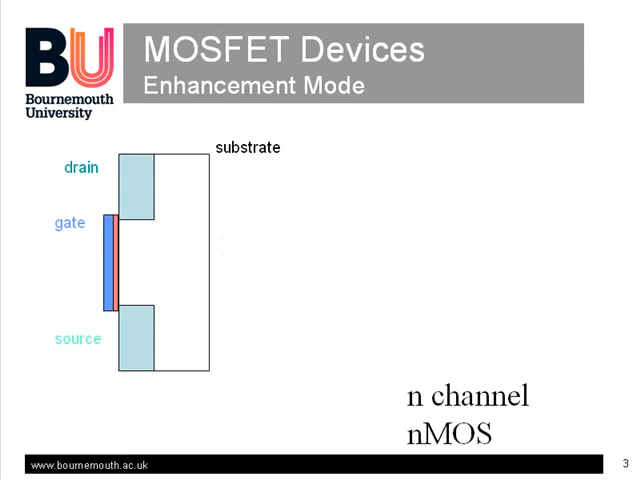 BU
Bournemouth
University
MOSFET Devices
Enhancement Mode
substrate
drain
gate
source
n channel
nMOS
www.bournemouth.ac.uk
3